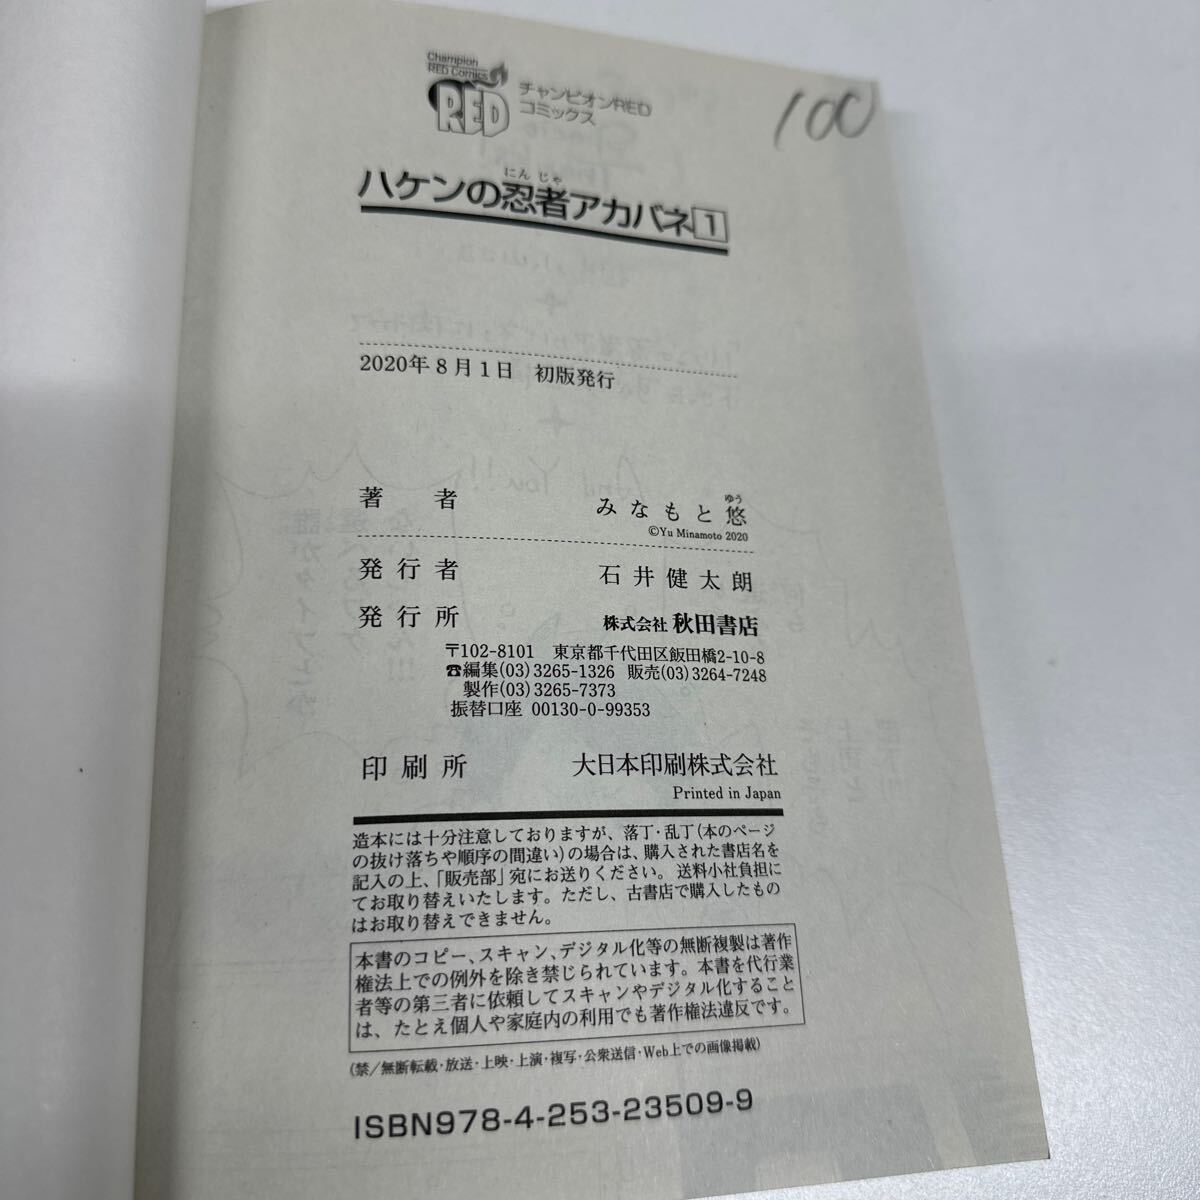 Champion
RED Comics
RED
チャンピオンRED
コミックス
100
にんじゃ
ハケンの忍者アカバネ1
2020年8月1日 初版発行
ゆう
著者 みなもと悠
©Yu Minamoto 2020
発行者 石井健太朗
発行所 株式会社 秋田書店
〒102-8101 東京都千代田区飯田橋2-10-8
☎編集(03)3265-1326 販売(03)3264-7248
製作(03)3265-7373
振替口座 00130-0-99353
印刷所 大日本印刷株式会社
Printed in Japan
造本には十分注意しておりますが、落丁・乱丁(本のページ
の抜け落ちや順序の間違い)の場合は、購入された書店名を
記入の上、「販売部」宛にお送りください。送料小社負担に
てお取り替えいたします。ただし、古書店で購入したもの
はお取り替えできません。
本書のコピー、スキャン、デジタル化等の無断複製は著作
権法上での例外を除き禁じられています。本書を代行業
者等の第三者に依頼してスキャンやデジタル化すること
は、たとえ個人や家庭内の利用でも著作権法違反です。
(禁/無断転載・放送・上映・上演・複写・公衆送信・Web上での画像掲載)
ISBN978-4-253-23509-9